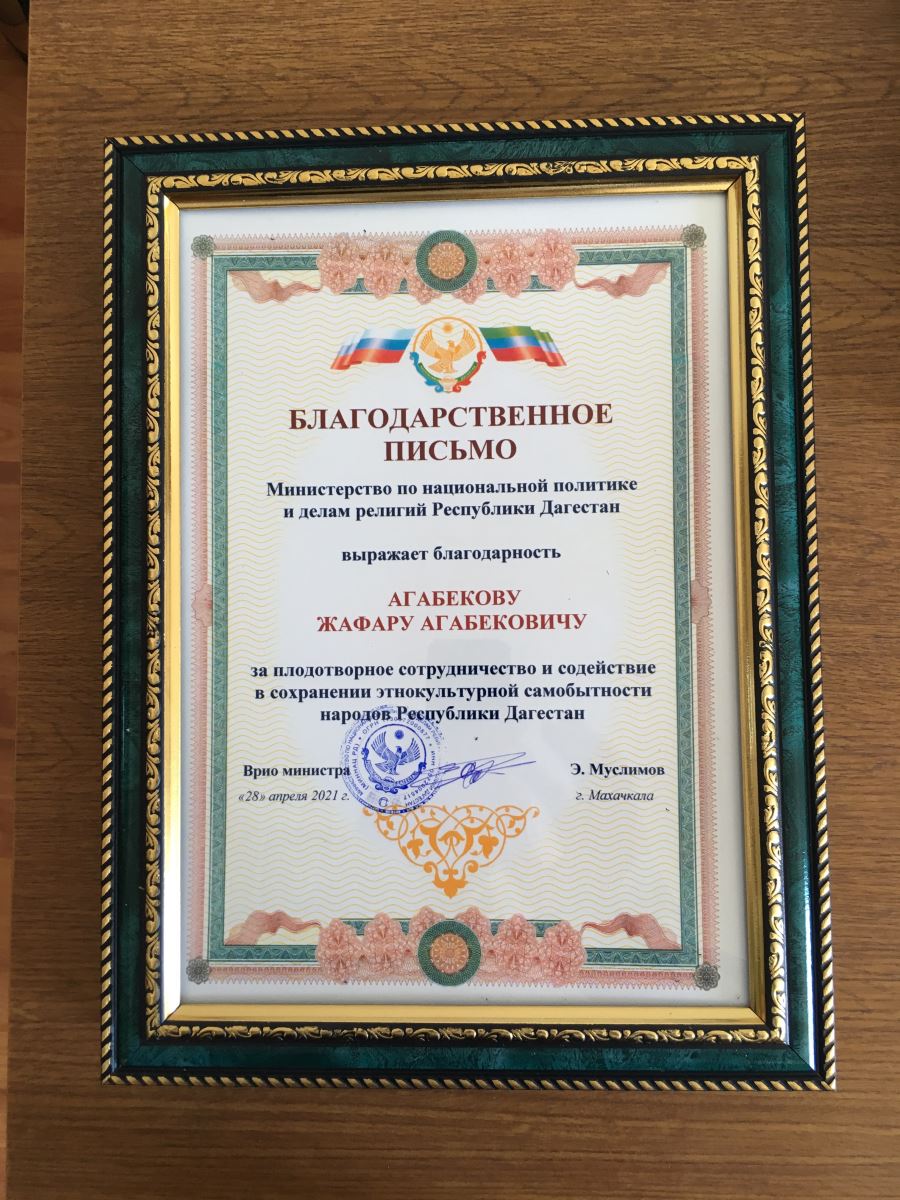 БЛАГОДАРСТВЕННОЕ
ПИСЬМО
Министерство по национальной политике
и делам религий Республики Дагестан
выражает благодарность
АГАБЕКОВУ
ЖАФАРУ АГАБЕКОВИЧУ
за плодотворное сотрудничество и содействие
в сохранении этнокультурной самобытности
народов Республики Дагестан
Врио министра
Э. Муслимов
«28» апреля 2021 г.
г. Махачкала